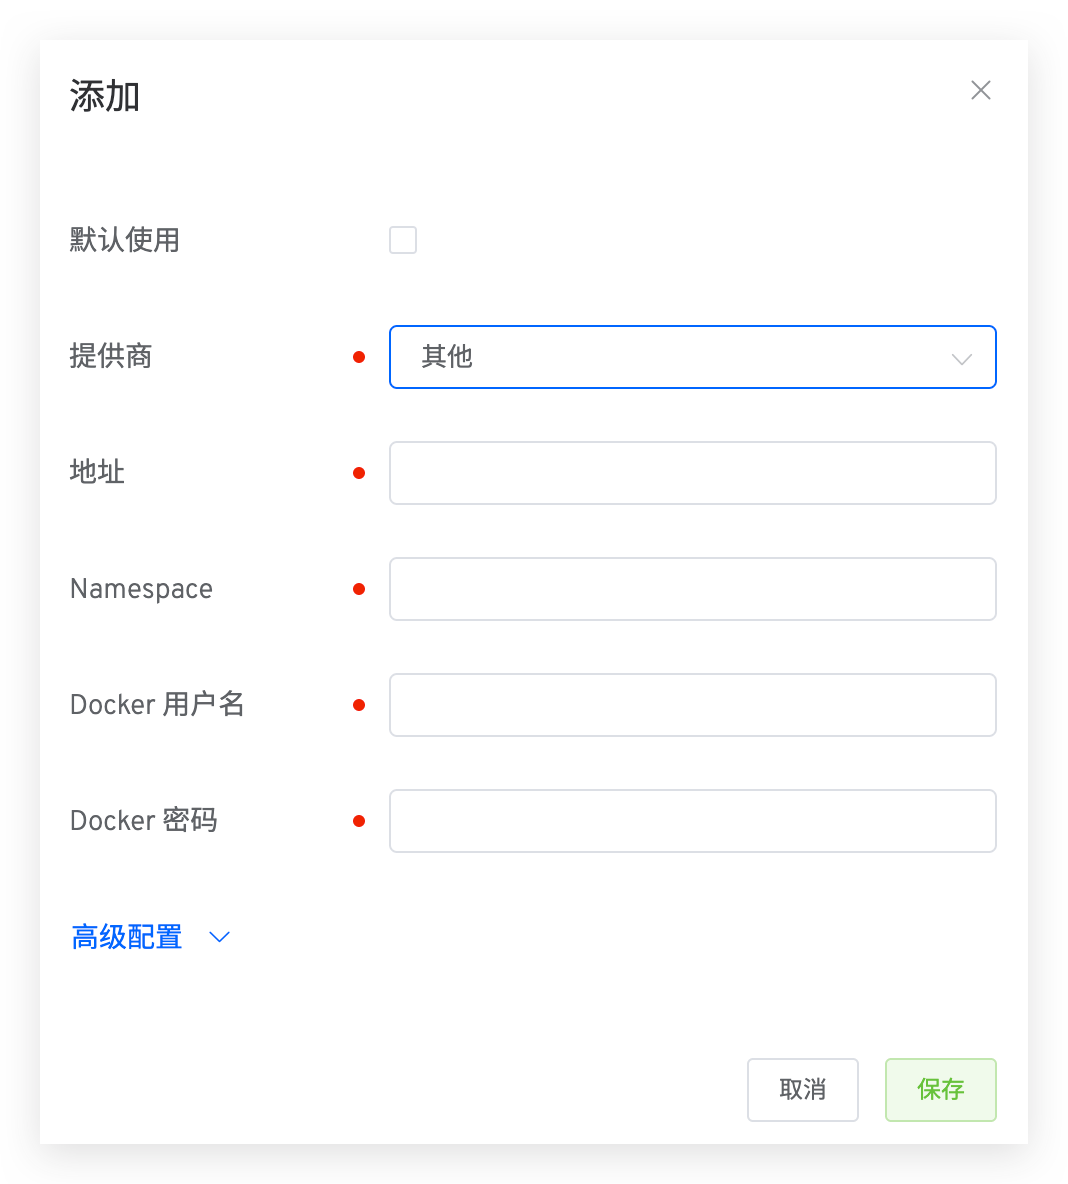 添加
默认使用
提供商 其他
地址
Namespace
Docker 用户名
Docker 密码
高级配置
取消 保存